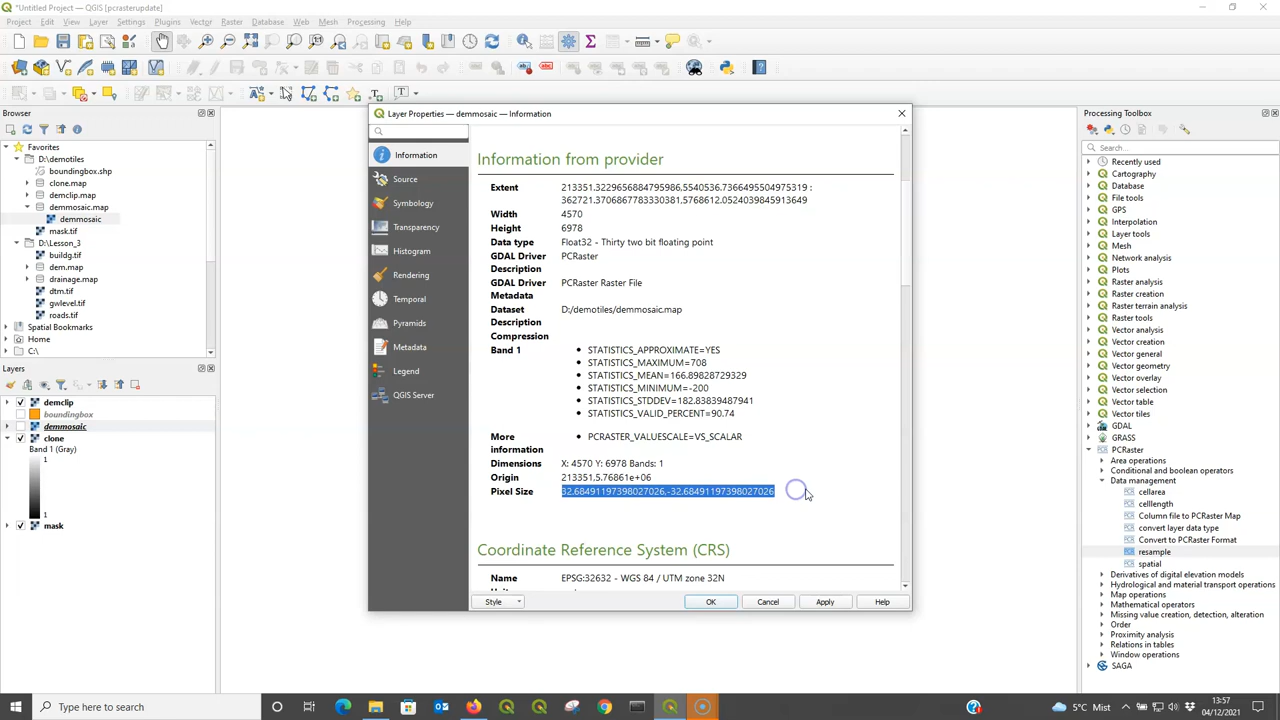 *Untitled Project — QGIS [pcrasterupdate]
Project Edit View Layer Settings Plugins Vector Raster Database Web Mesh Processing Help
Browser
Favorites
D:\demotiles
boundingbox.shp
clone.map
demclip.map
demmosaic.map
demmosaic
mask.tif
D:\Lesson_3
buildg.tif
dem.map
drainage.map
dtm.tif
gwlevel.tif
roads.tif
Spatial Bookmarks
Home
C:\
Layers
demclip
boundingbox
demmosaic
clone
Band 1 (Gray)
1
1
mask
Layer Properties — demmosaic — Information
Information
Source
Symbology
Transparency
Histogram
Rendering
Temporal
Pyramids
Metadata
Legend
QGIS Server
Information from provider
Extent 213351.3229656884795986,5540536.7366495504975319 :
362721.3706867783330381,5768612.0524039845913649
Width 4570
Height 6978
Data type Float32 - Thirty two bit floating point
GDAL Driver PCRaster
Description
GDAL Driver PCRaster Raster File
Metadata
Dataset D:/demotiles/demmosaic.map
Description
Compression
Band 1 • STATISTICS_APPROXIMATE=YES
• STATISTICS_MAXIMUM=708
• STATISTICS_MEAN=166.89828729329
• STATISTICS_MINIMUM=-200
• STATISTICS_STDDEV=182.83839487941
• STATISTICS_VALID_PERCENT=90.74
More • PCRASTER_VALUESCALE=VS_SCALAR
information
Dimensions X: 4570 Y: 6978 Bands: 1
Origin 213351,5.76861e+06
Pixel Size 32.68491197398027026,-32.68491197398027026
Coordinate Reference System (CRS)
Name EPSG:32632 - WGS 84 / UTM zone 32N
Style OK Cancel Apply Help
Processing Toolbox
Search...
Recently used
Cartography
Database
File tools
GPS
Interpolation
Layer tools
Mesh
Network analysis
Plots
Raster analysis
Raster creation
Raster terrain analysis
Raster tools
Vector analysis
Vector creation
Vector general
Vector geometry
Vector overlay
Vector selection
Vector table
Vector tiles
GDAL
GRASS
PCRaster
Area operations
Conditional and boolean operators
Data management
cellarea
celllength
Column file to PCRaster Map
convert layer data type
Convert to PCRaster Format
resample
spatial
Derivatives of digital elevation models
Hydrological and material transport operations
Map operations
Mathematical operators
Missing value creation, detection, alteration
Order
Proximity analysis
Relations in tables
Window operations
SAGA
Type here to search
5°C Mist
13:57
04/12/2021